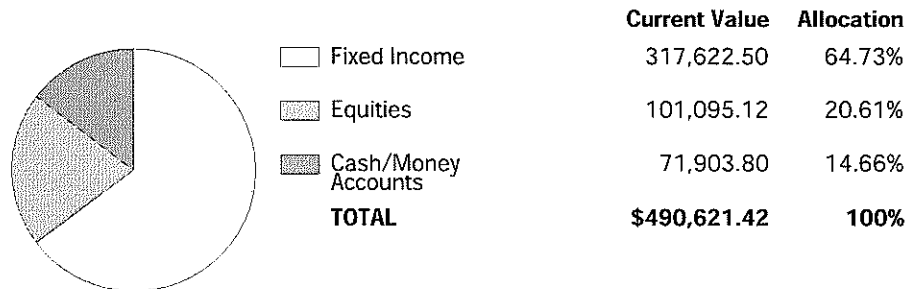 Current Value Allocation
Fixed Income 317,622.50 64.73%
Equities 101,095.12 20.61%
Cash/Money
Accounts 71,903.80 14.66%
TOTAL $490,621.42 100%